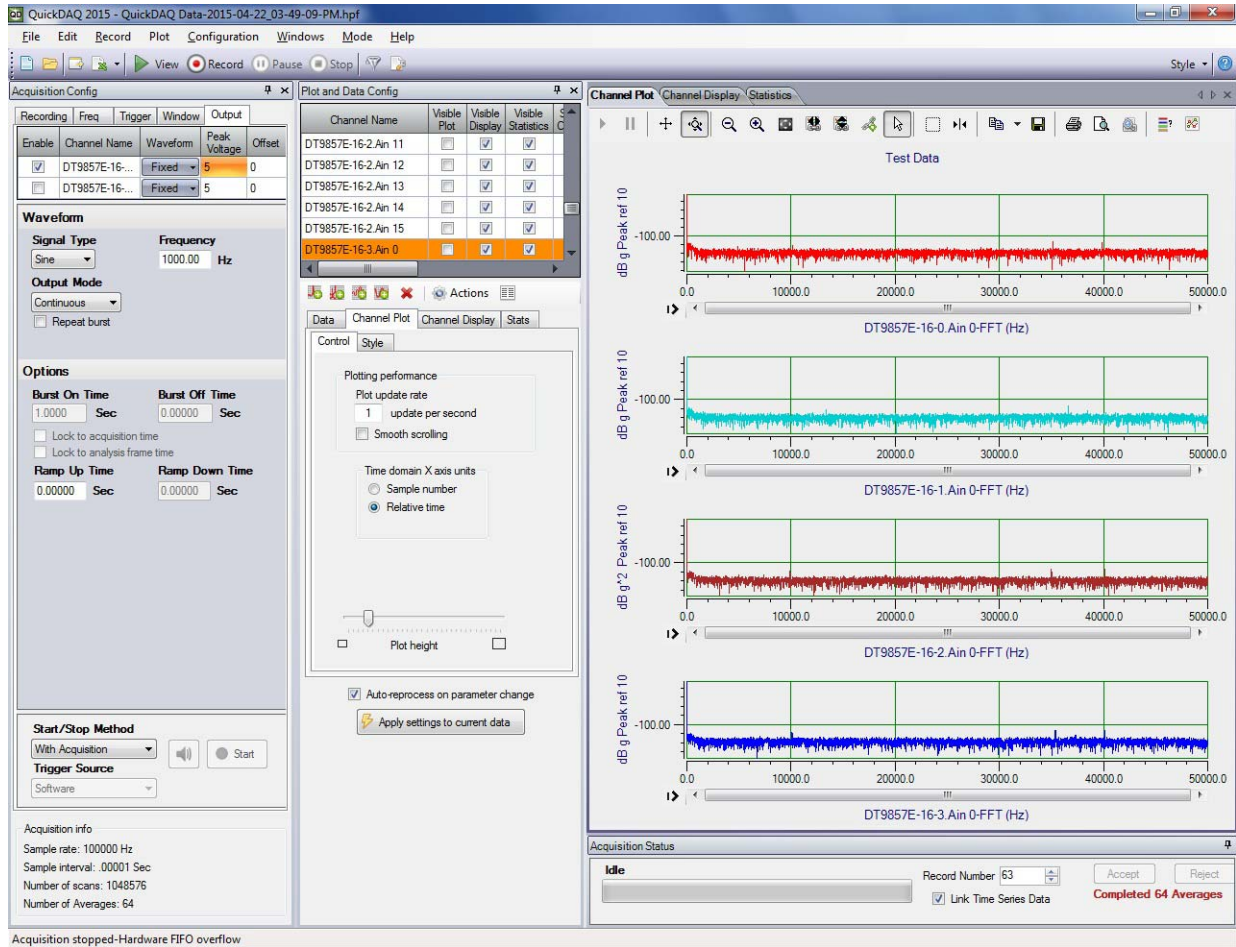 QuickDAQ 2015 - QuickDAQ Data-2015-04-22_03-49-09-PM.hpf
File Edit Record Plot Configuration Windows Mode Help
View Record Pause Stop Style
Acquisition Config
Recording Freq Trigger Window Output
Enable Channel Name Waveform Peak Voltage Offset
DT9857E-16-... Fixed 5 0
DT9857E-16-... Fixed 5 0
Waveform
Signal Type Frequency
Sine 1000.00 Hz
Output Mode
Continuous
Repeat burst
Options
Burst On Time Burst Off Time
1.0000 Sec 0.00000 Sec
Lock to acquisition time
Lock to analysis frame time
Ramp Up Time Ramp Down Time
0.00000 Sec 0.00000 Sec
Start/Stop Method
With Acquisition Start
Trigger Source
Software
Acquisition info
Sample rate: 100000 Hz
Sample interval: .00001 Sec
Number of scans: 1048576
Number of Averages: 64
Plot and Data Config
Channel Name Visible Plot Visible Display Visible Statistics
DT9857E-16-2.Ain 11
DT9857E-16-2.Ain 12
DT9857E-16-2.Ain 13
DT9857E-16-2.Ain 14
DT9857E-16-2.Ain 15
DT9857E-16-3.Ain 0
Actions
Data Channel Plot Channel Display Stats
Control Style
Plotting performance
Plot update rate
1 update per second
Smooth scrolling
Time domain X axis units
Sample number
Relative time
Plot height
Auto-reprocess on parameter change
Apply settings to current data
Channel Plot Channel Display Statistics
Test Data
dB g Peak ref 10
-100.00
0.0 10000.0 20000.0 30000.0 40000.0 50000.0
DT9857E-16-0.Ain 0-FFT (Hz)
dB g Peak ref 10
-100.00
0.0 10000.0 20000.0 30000.0 40000.0 50000.0
DT9857E-16-1.Ain 0-FFT (Hz)
dB g^2 Peak ref 10
-100.00
0.0 10000.0 20000.0 30000.0 40000.0 50000.0
DT9857E-16-2.Ain 0-FFT (Hz)
dB g Peak ref 10
-100.00
0.0 10000.0 20000.0 30000.0 40000.0 50000.0
DT9857E-16-3.Ain 0-FFT (Hz)
Acquisition Status
Idle
Record Number 63 Accept Reject
Link Time Series Data Completed 64 Averages
Acquisition stopped-Hardware FIFO overflow